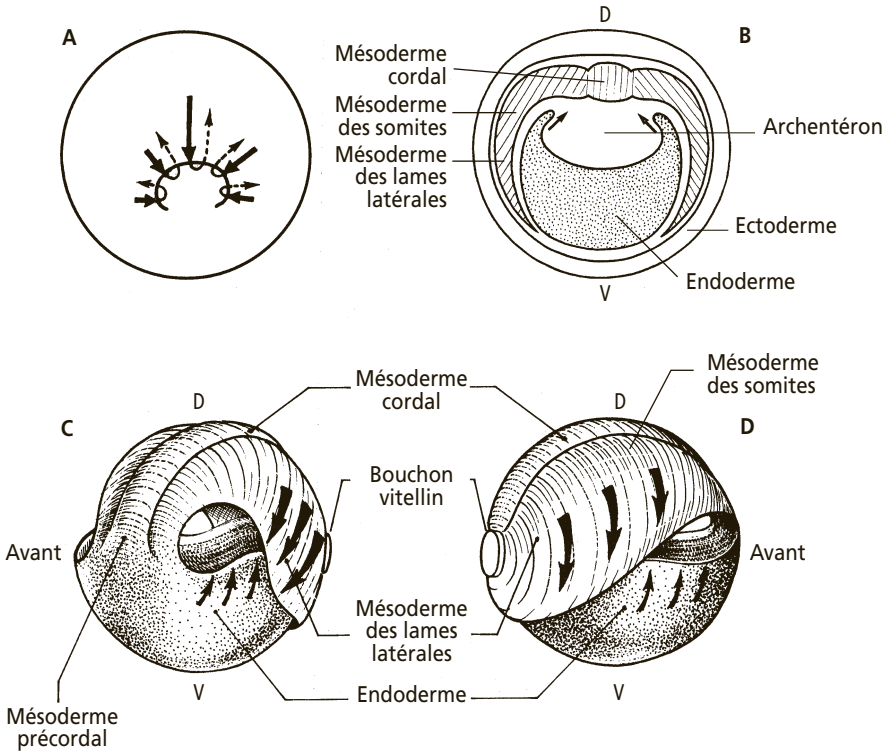 A
D
B
Mésoderme
cordal
Mésoderme
des somites
Mésoderme
des lames
latérales
Archentéron
Ectoderme
Endoderme
V
C
D
Mésoderme
cordal
D
Mésoderme
des somites
D
Bouchon
vitellin
Avant
Avant
Mésoderme
des lames
latérales
V
Endoderme
V
Mésoderme
précordal